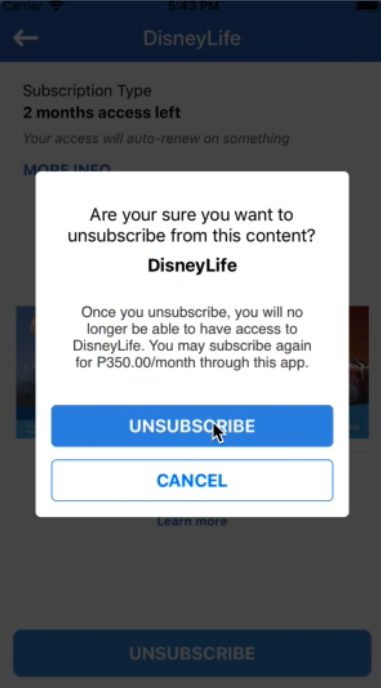 Carrier 5:43 PM
DisneyLife
Subscription Type
2 months access left
Your access will auto-renew on something
MORE INFO
Are your sure you want to
unsubscribe from this content?
DisneyLife
Once you unsubscribe, you will no
longer be able to have access to
DisneyLife. You may subscribe again
for P350.00/month through this app.
UNSUBSCRIBE
CANCEL
Learn more
UNSUBSCRIBE